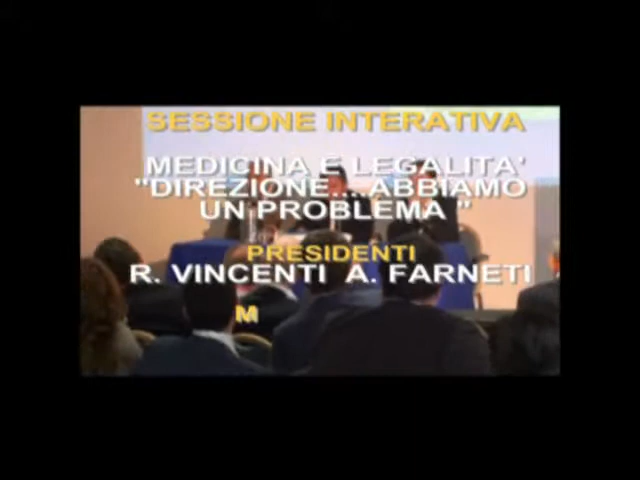 SESSIONE INTERATIVA
MEDICINA E LEGALITA'
"DIREZIONE....ABBIAMO
UN PROBLEMA "
PRESIDENTI
R. VINCENTI A. FARNETI
M